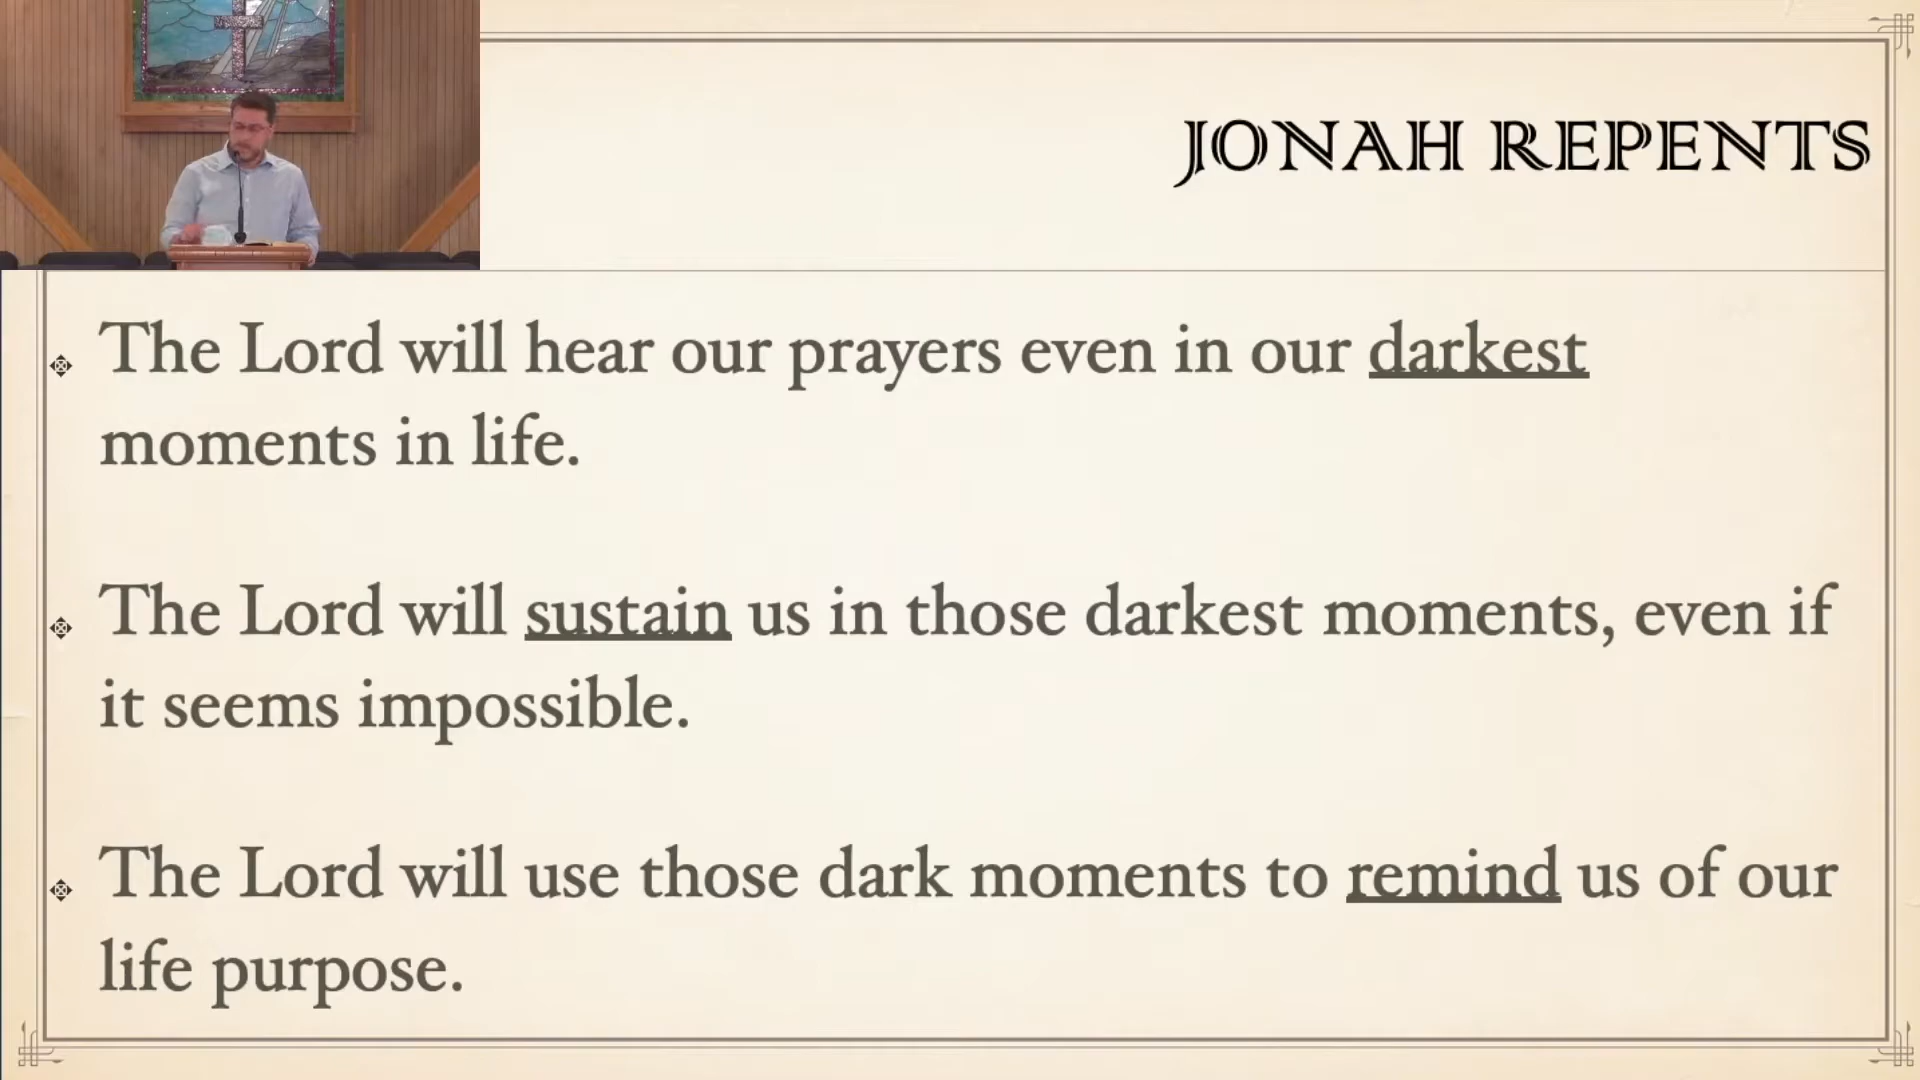 JONAH REPENTS
The Lord will hear our prayers even in our darkest
moments in life.
The Lord will sustain us in those darkest moments, even if
it seems impossible.
The Lord will use those dark moments to remind us of our
life purpose.